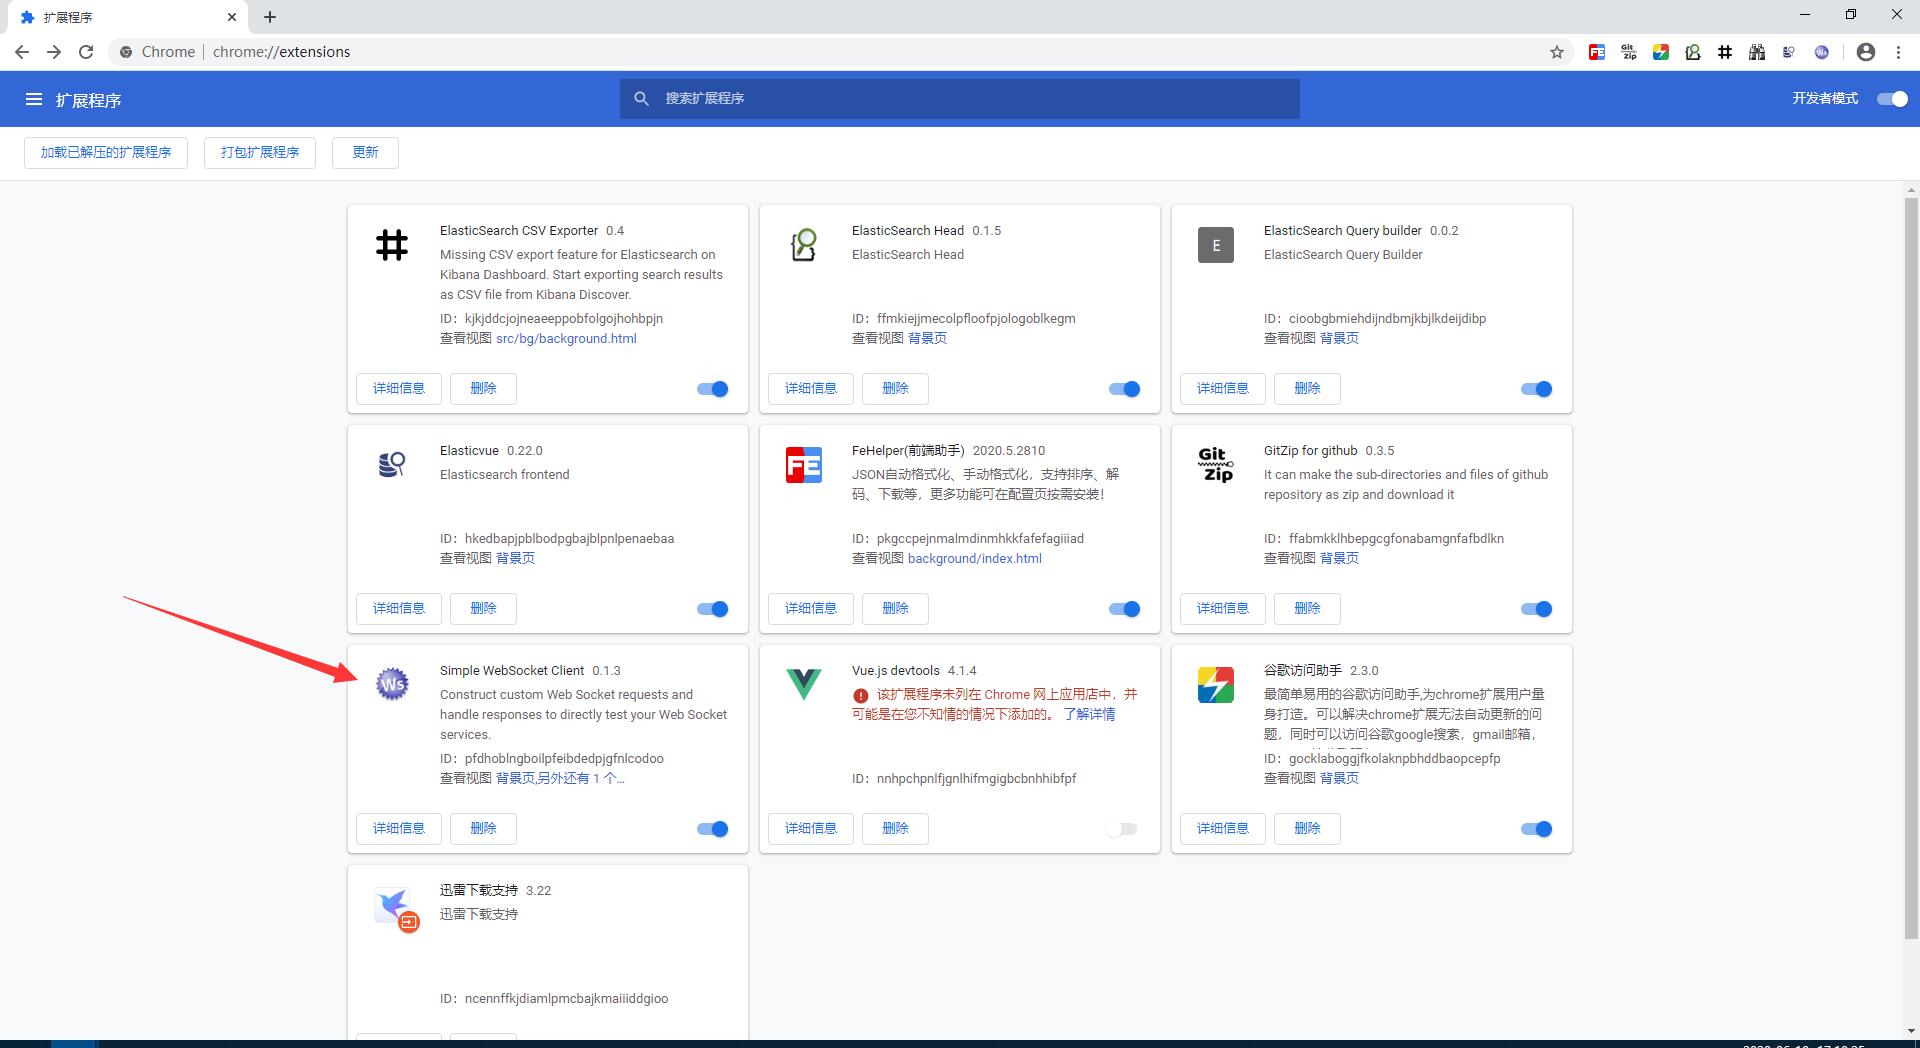 扩展程序
Chrome | chrome://extensions
Git Zip
Ws
扩展程序
搜索扩展程序
开发者模式
加载已解压的扩展程序
打包扩展程序
更新
ElasticSearch CSV Exporter 0.4
Missing CSV export feature for Elasticsearch on
Kibana Dashboard. Start exporting search results
as CSV file from Kibana Discover.
ID：kjkjddcjojneaeeppobfolgojhohbpjn
查看视图 src/bg/background.html
详细信息 删除
ElasticSearch Head 0.1.5
ElasticSearch Head
ID：ffmkiejjmecolpfloofpjologoblkegm
查看视图 背景页
详细信息 删除
E
ElasticSearch Query builder 0.0.2
ElasticSearch Query Builder
ID：cioobgbmiehdijndbmjkbjlkdeijdibp
查看视图 背景页
详细信息 删除
Elasticvue 0.22.0
Elasticsearch frontend
ID：hkedbapjpblbodpgbajblpnlpenaebaa
查看视图 背景页
详细信息 删除
FE
FeHelper(前端助手) 2020.5.2810
JSON自动格式化、手动格式化，支持排序、解
码、下载等，更多功能可在配置页按需安装！
ID：pkgccpejnmalmdinmhkkfafefagiiiad
查看视图 background/index.html
详细信息 删除
Git
Zip
GitZip for github 0.3.5
It can make the sub-directories and files of github
repository as zip and download it
ID：ffabmkklhbepgcgfonabamgnfafbdlkn
查看视图 背景页
详细信息 删除
Ws
Simple WebSocket Client 0.1.3
Construct custom Web Socket requests and
handle responses to directly test your Web Socket
services.
ID：pfdhoblngboilpfeibdedpjgfnlcodoo
查看视图 背景页,另外还有 1 个...
详细信息 删除
Vue.js devtools 4.1.4
该扩展程序未列在 Chrome 网上应用店中，并
可能是在您不知情的情况下添加的。 了解详情
ID：nnhpchpnlfjgnlhifmgigbcbnhhibfpf
详细信息 删除
谷歌访问助手 2.3.0
最简单易用的谷歌访问助手,为chrome扩展用户量
身打造。可以解决chrome扩展无法自动更新的问
题，同时可以访问谷歌google搜索，gmail邮箱，
ID：gocklaboggjfkolaknpbhddbaopcepfp
查看视图 背景页
详细信息 删除
迅雷下载支持 3.22
迅雷下载支持
ID：ncennffkjdiamlpmcbajkmaiiiddgioo